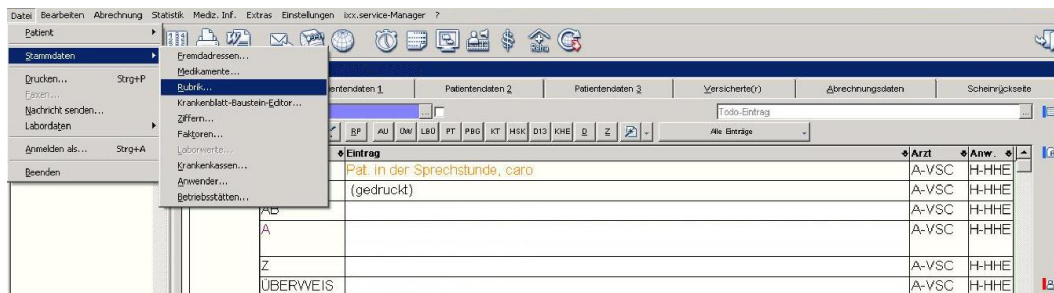 Datei Bearbeiten Abrechnung Statistik Mediz. Inf. Extras Einstellungen ixx.service-Manager ?
Patient
Stammdaten
Drucken... Strg+P
Faxen...
Nachricht senden...
Labordaten
Anmelden als... Strg+A
Beenden
Fremdadressen...
Medikamente...
Rubrik...
Krankenblatt-Baustein-Editor...
Ziffern...
Faktoren...
Laborwerte...
Krankenkassen...
Anwender...
Betriebsstätten...
entendaten 1 Patientendaten 2 Patientendaten 3 Versicherte(r) Abrechnungsdaten Scheinrückseite
... Todo-Eintrag ...
RP AU ÜW LBÜ PT PBG KT HSK D13 KHE D Z Alle Einträge
Eintrag Arzt Anw.
Pat. in der Sprechstunde, caro A-VSC H-HHE
(gedruckt) A-VSC H-HHE
AB A-VSC H-HHE
A A-VSC H-HHE
Z A-VSC H-HHE
ÜBERWEIS A-VSC H-HHE